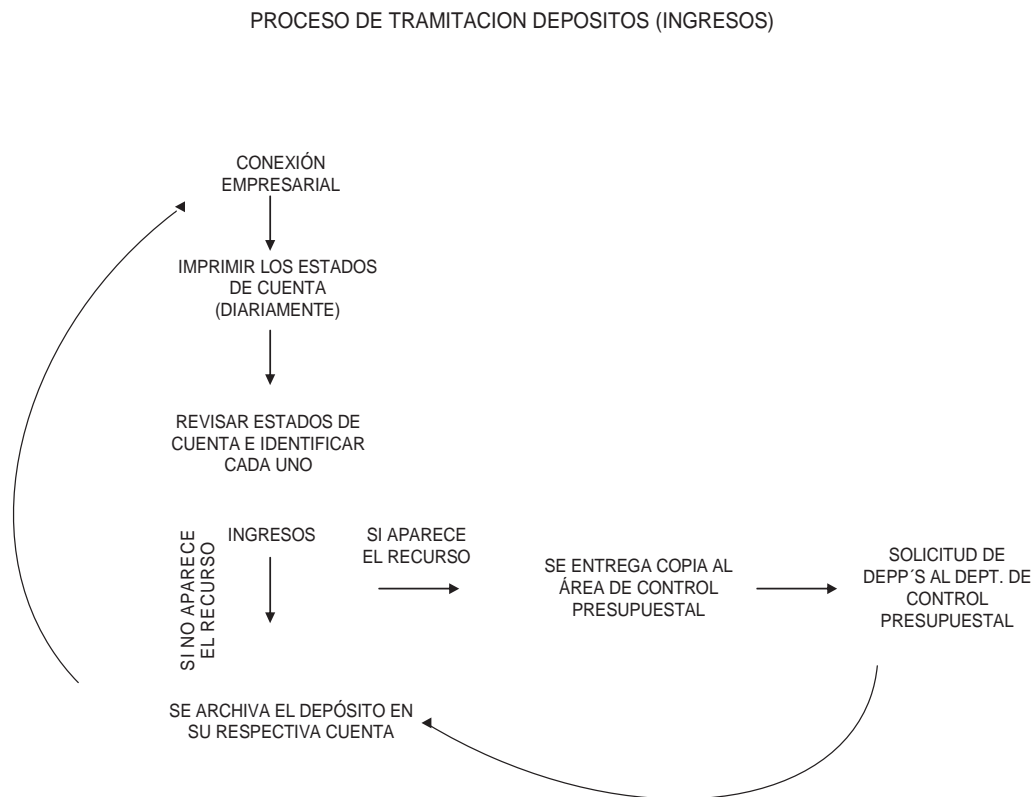 PROCESO DE TRAMITACION DEPOSITOS (INGRESOS)
CONEXIÓN
EMPRESARIAL
IMPRIMIR LOS ESTADOS
DE CUENTA
(DIARIAMENTE)
REVISAR ESTADOS DE
CUENTA E IDENTIFICAR
CADA UNO
INGRESOS
SI NO APARECE
EL RECURSO
SI APARECE
EL RECURSO
SE ENTREGA COPIA AL
ÁREA DE CONTROL
PRESUPUESTAL
SOLICITUD DE
DEPP´S AL DEPT. DE
CONTROL
PRESUPUESTAL
SE ARCHIVA EL DEPÓSITO EN
SU RESPECTIVA CUENTA